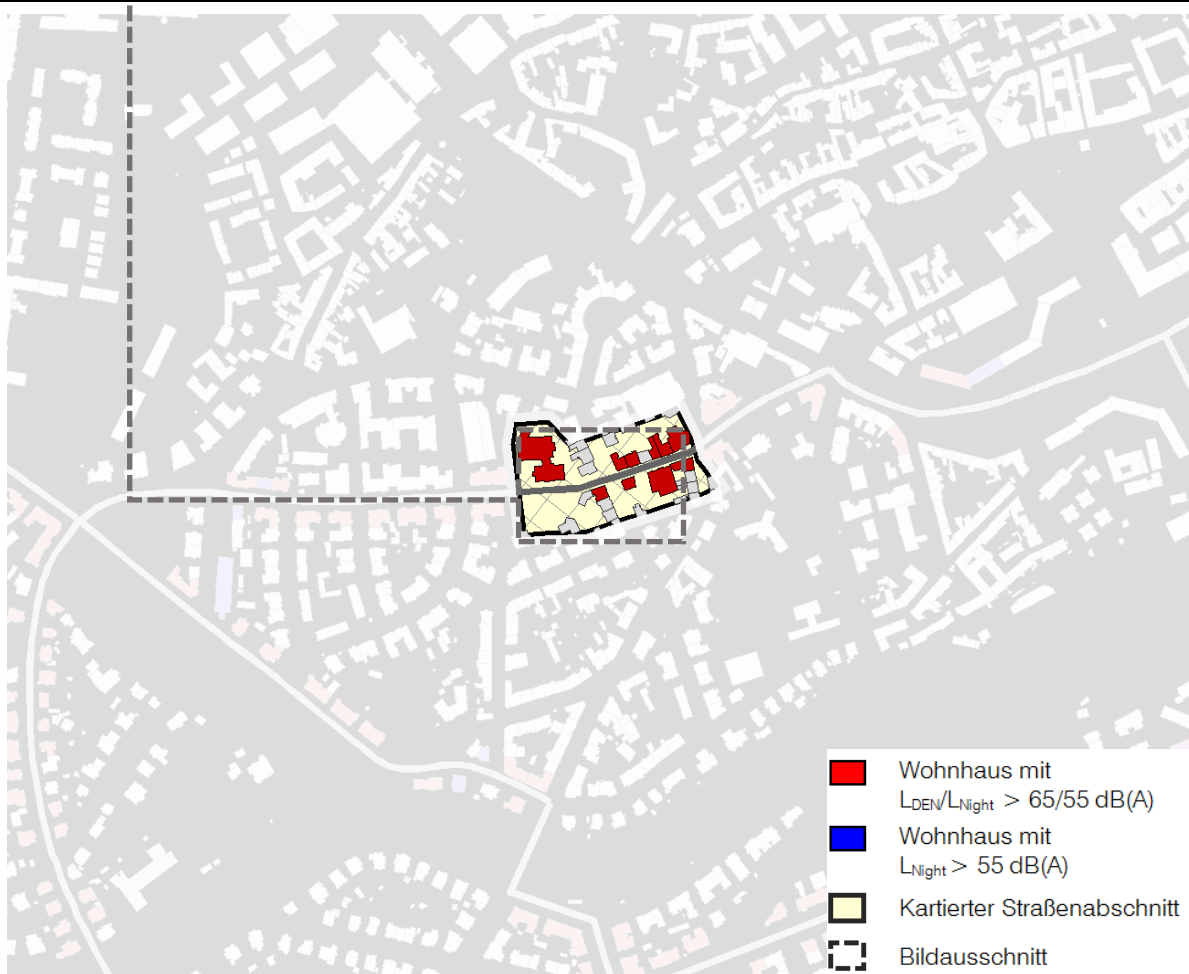 Wohnhaus mit
LDEN/LNight > 65/55 dB(A)
Wohnhaus mit
LNight > 55 dB(A)
Kartierter Straßenabschnitt
Bildausschnitt